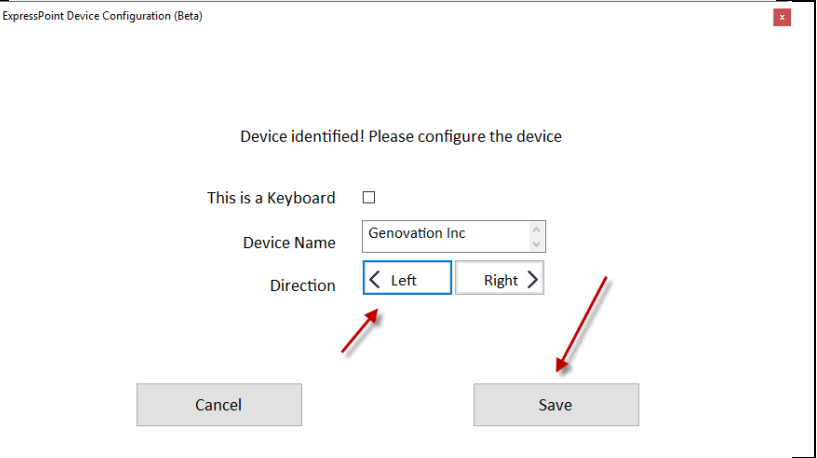 ExpressPoint Device Configuration (Beta)
x
Device identified! Please configure the device
This is a Keyboard
Device Name Genovation Inc
Direction Left Right
Cancel Save